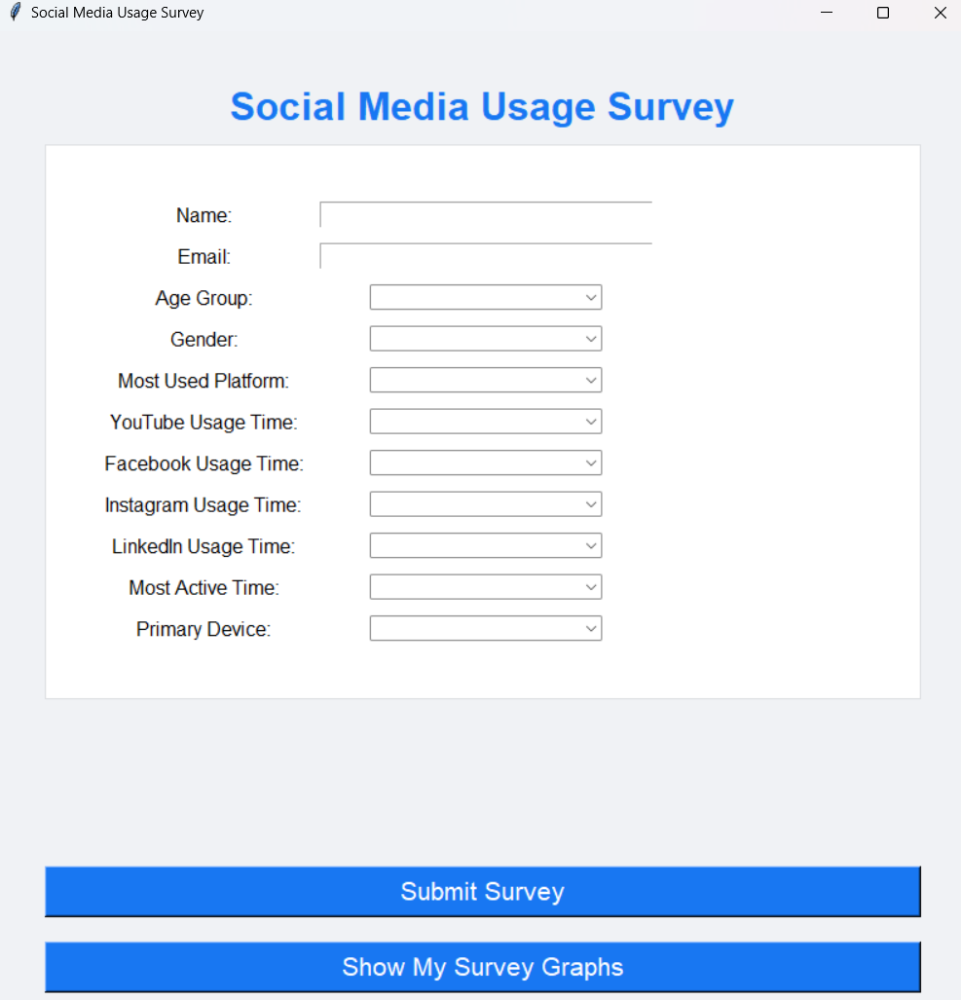 Social Media Usage Survey
Social Media Usage Survey
Name:
Email:
Age Group:
Gender:
Most Used Platform:
YouTube Usage Time:
Facebook Usage Time:
Instagram Usage Time:
LinkedIn Usage Time:
Most Active Time:
Primary Device:
Submit Survey
Show My Survey Graphs